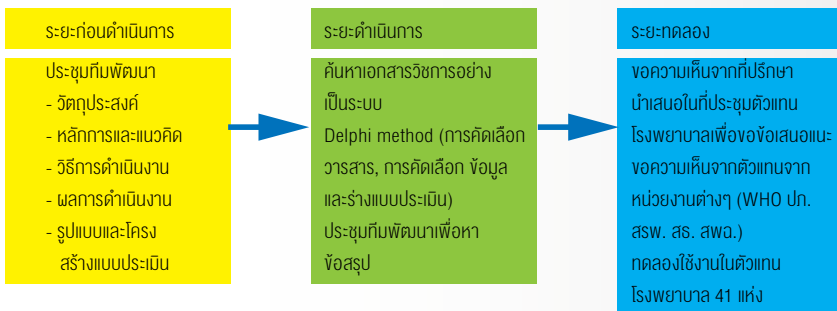 ระยะก่อนดำเนินการ
ประชุมทีมพัฒนา
- วัตถุประสงค์
- หลักการและแนวคิด
- วิธีการดำเนินงาน
- ผลการดำเนินงาน
- รูปแบบและโครง
สร้างแบบประเมิน
ระยะดำเนินการ
ค้นหาเอกสารวิชการอย่าง
เป็นระบบ
Delphi method (การคัดเลือก
วารสาร, การคัดเลือก ข้อมูล
และร่างแบบประเมิน)
ประชุมทีมพัฒนาเพื่อหา
ข้อสรุป
ระยะทดลอง
ขอความเห็นจากที่ปรึกษา
นำเสนอในที่ประชุมตัวแทน
โรงพยาบาลเพื่อขอข้อเสนอแนะ
ขอความเห็นจากตัวแทนจาก
หน่วยงานต่างๆ (WHO ปภ.
สรพ. สธ. สพฉ.)
ทดลองใช้งานในตัวแทน
โรงพยาบาล 41 แห่ง